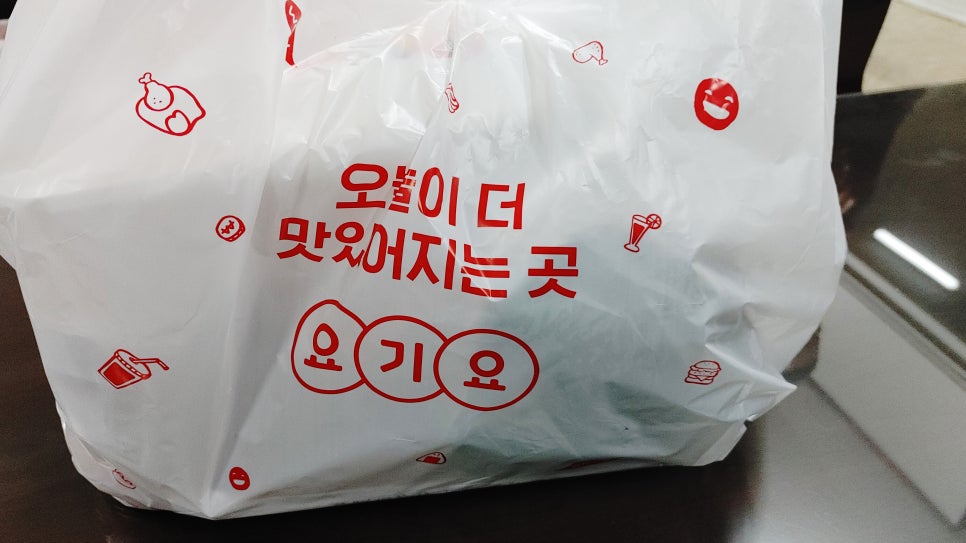 오늘이 더
맛있어지는 곳
요기요